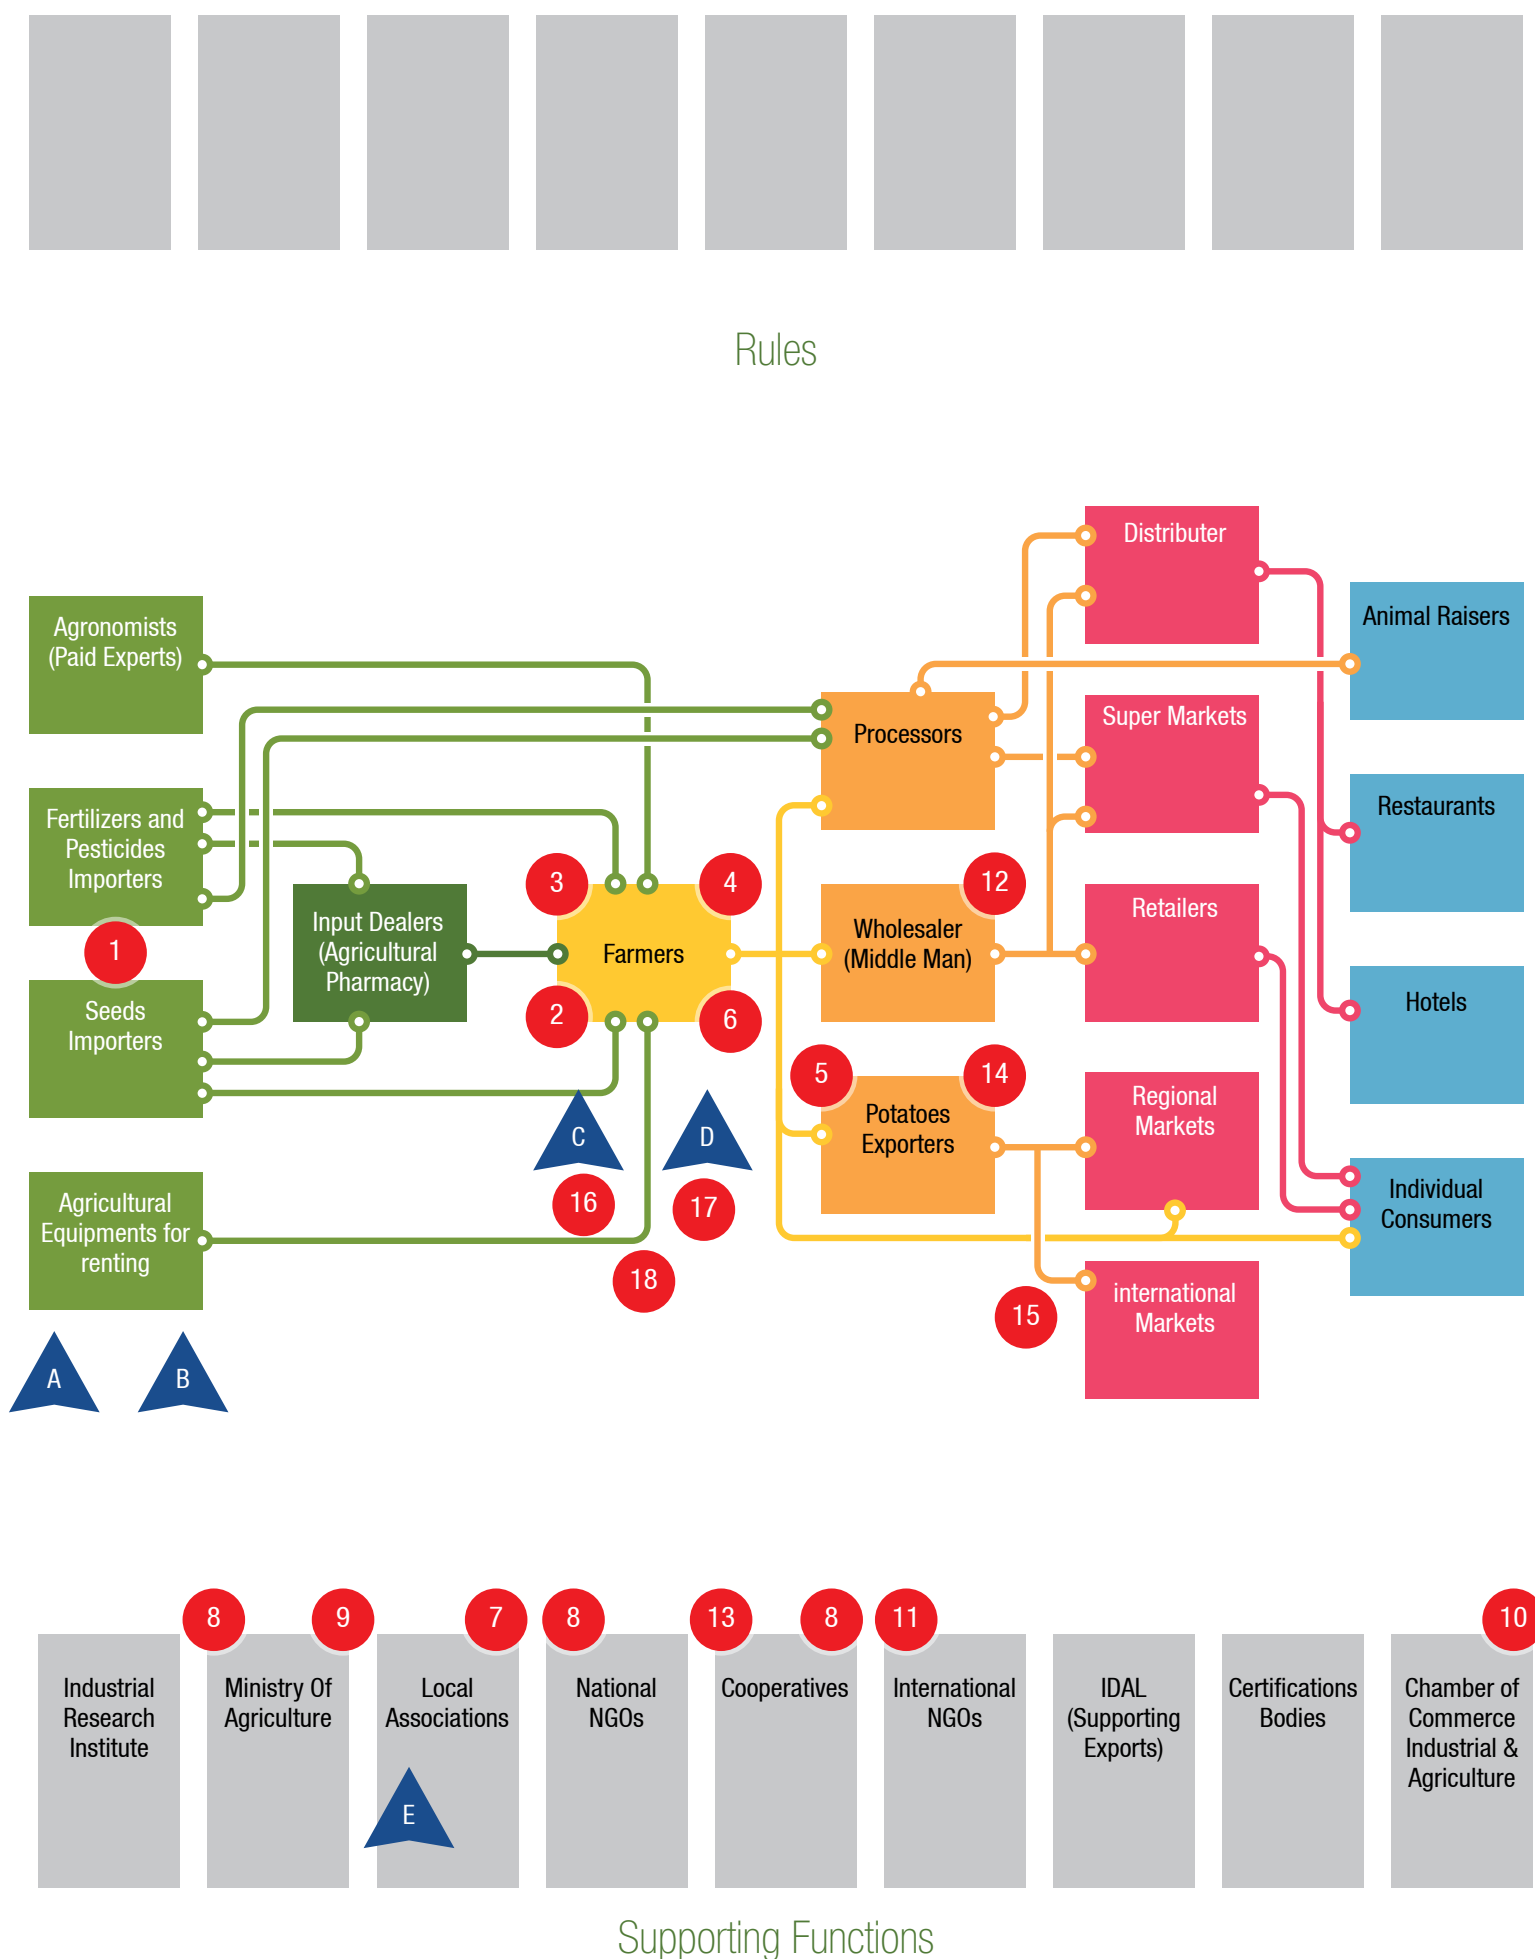 Rules
Distributer
Animal Raisers
Agronomists
(Paid Experts)
Super Markets
Processors
Restaurants
Fertilizers and
Pesticides
Importers
3
4
12
Retailers
Input Dealers
(Agricultural
Pharmacy)
Farmers
Wholesaler
(Middle Man)
1
Hotels
Seeds
Importers
2
6
5
14
Potatoes
Exporters
Regional
Markets
C
D
16
17
Agricultural
Equipments for
renting
Individual
Consumers
18
15
international
Markets
A
B
8
9
7
8
13
8
11
10
Industrial
Research
Institute
Ministry Of
Agriculture
Local
Associations
National
NGOs
Cooperatives
International
NGOs
IDAL
(Supporting
Exports)
Certifications
Bodies
Chamber of
Commerce
Industrial &
Agriculture
E
Supporting Functions